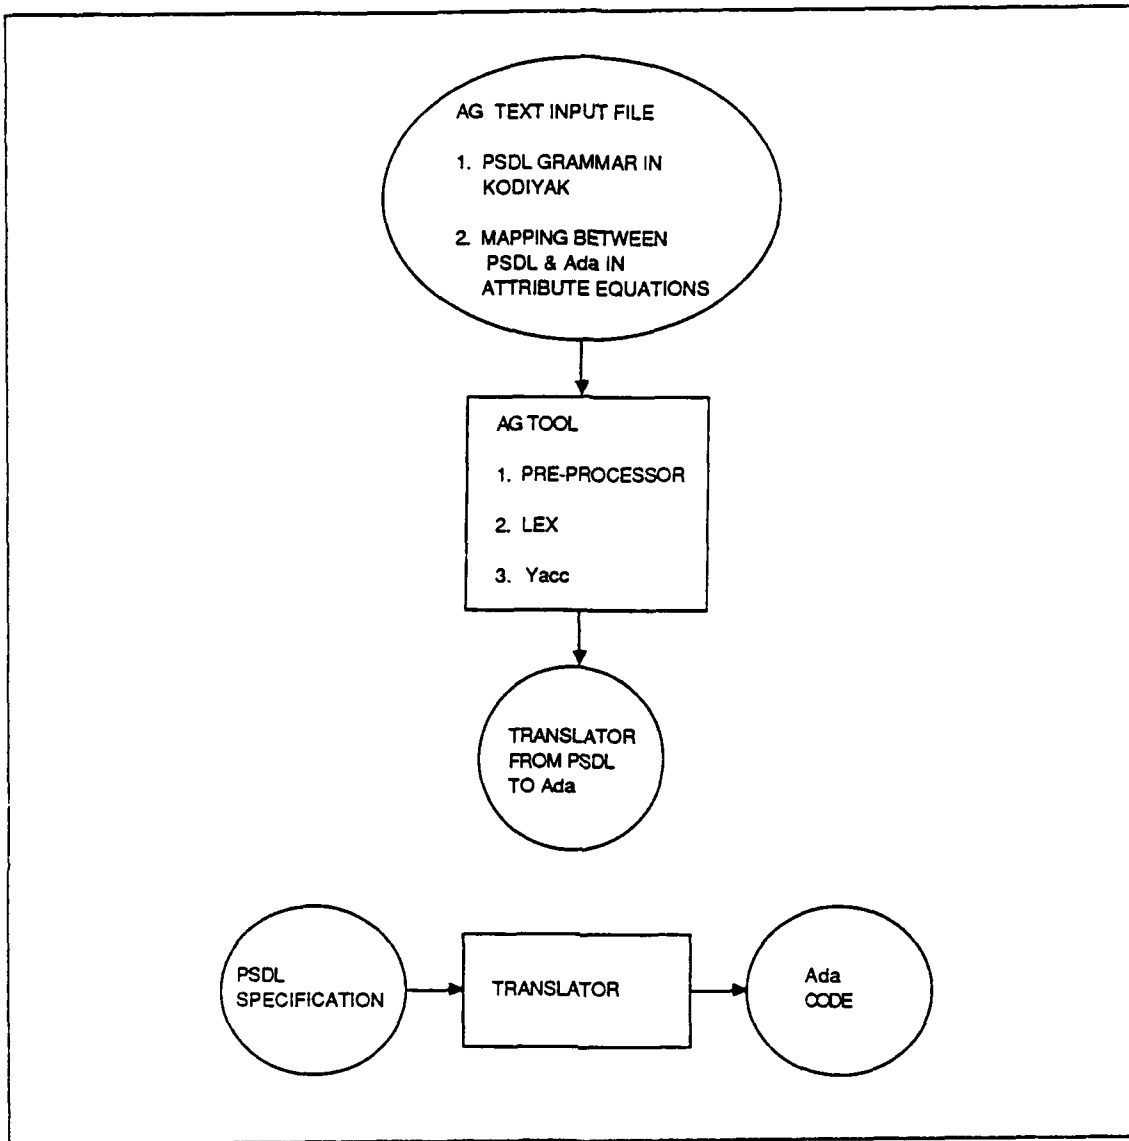 AG TEXT INPUT FILE
1. PSDL GRAMMAR IN
KODIYAK
2. MAPPING BETWEEN
PSDL & Ada IN
ATTRIBUTE EQUATIONS
AG TOOL
1. PRE-PROCESSOR
2. LEX
3. Yacc
TRANSLATOR
FROM PSDL
TO Ada
PSDL
SPECIFICATION
TRANSLATOR
Ada
CODE